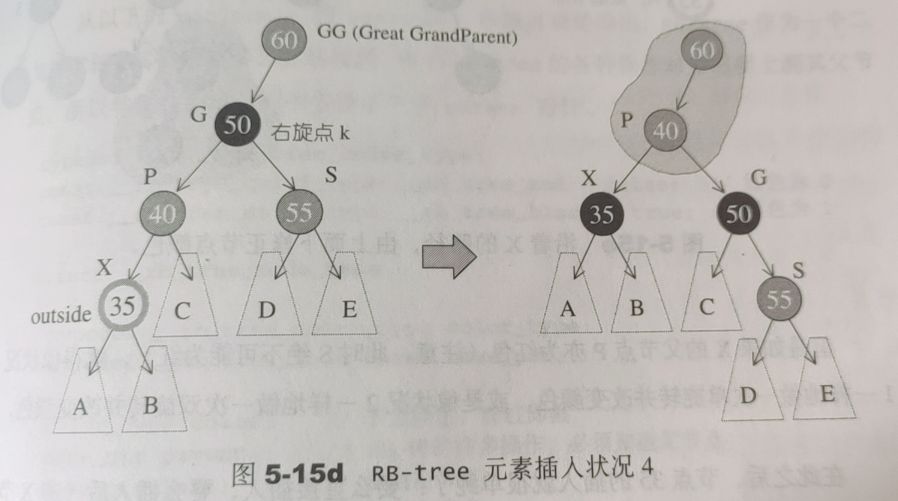 60 GG (Great GrandParent)
G 50 右旋点 k
P S
40 55
X
outside 35 C D E
A B
60
P 40
X G
35 50
A B C S 55
D E
图 5-15d RB-tree 元素插入状况 4